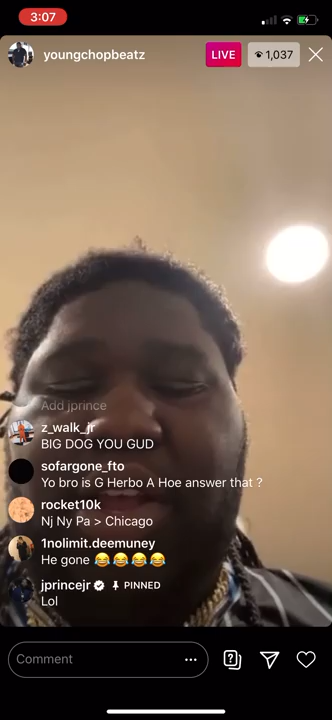 3:07
youngchopbeatz
LIVE
1,037
Add jprince
z_walk_jr
BIG DOG YOU GUD
sofargone_fto
Yo bro is G Herbo A Hoe answer that ?
rocket10k
Nj Ny Pa > Chicago
1nolimit.deemuney
He gone 😂😂😂😂
jprincejr PINNED
Lol
Comment